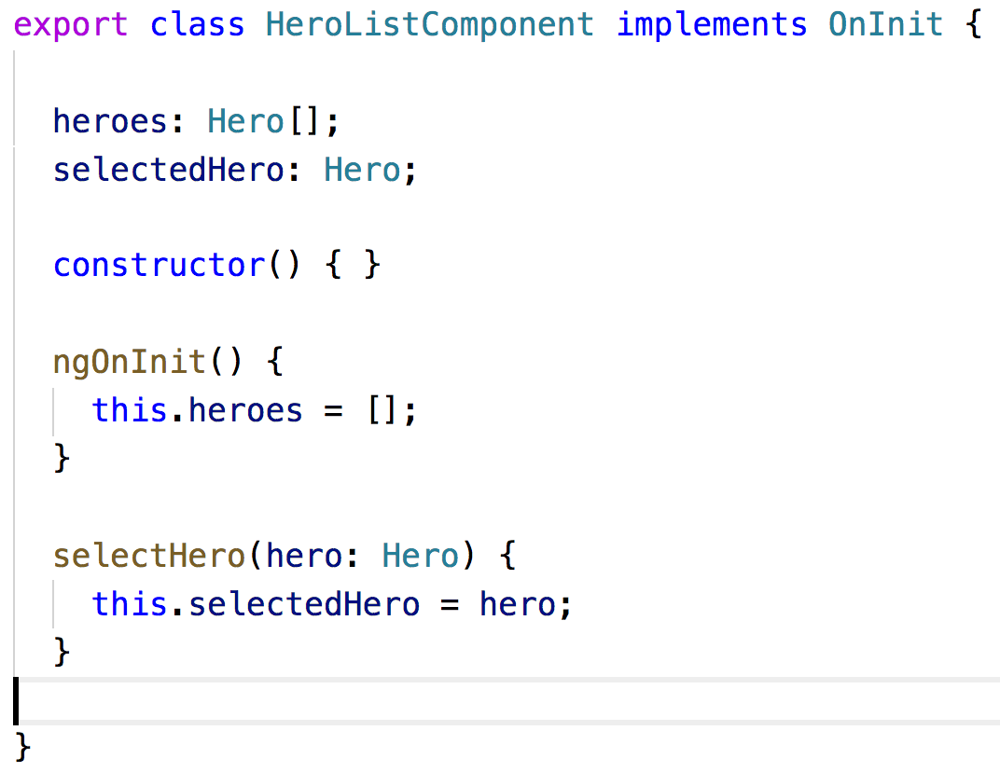 export class HeroListComponent implements OnInit {
heroes: Hero[];
selectedHero: Hero;
constructor() { }
ngOnInit() {
this.heroes = [];
}
selectHero(hero: Hero) {
this.selectedHero = hero;
}
}